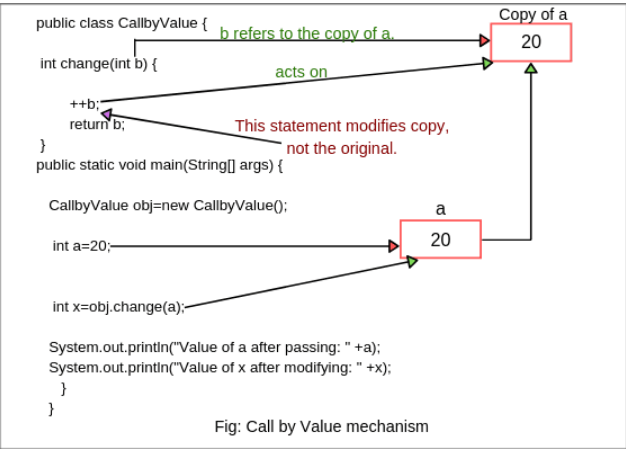 Copy of a
public class CallbyValue {
b refers to the copy of a.
20
int change(int b) {
acts on
++b;
return b;
This statement modifies copy,
not the original.
}
public static void main(String[] args) {
CallbyValue obj=new CallbyValue();
a
int a=20;
20
int x=obj.change(a);
System.out.println("Value of a after passing: " +a);
System.out.println("Value of x after modifying: " +x);
}
}
Fig: Call by Value mechanism